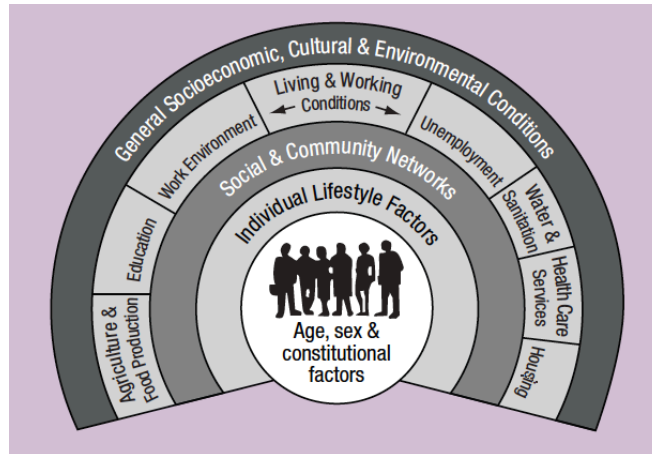 General Socioeconomic, Cultural & Environmental Conditions
Living & Working
Conditions
Agriculture &
Food Production
Education
Work Environment
Unemployment
Water &
Sanitation
Health Care
Services
Housing
Social & Community Networks
Individual Lifestyle Factors
Age, sex &
constitutional
factors